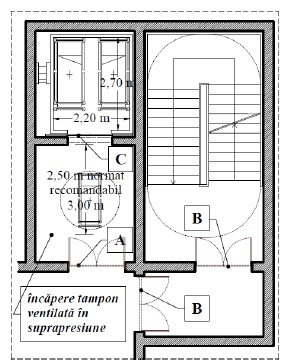 2,70 m
2,20 m
C
2,50 m normat
recomandabil
3,00 m
A
B
B
încăpere tampon
ventilată în
suprapresiune